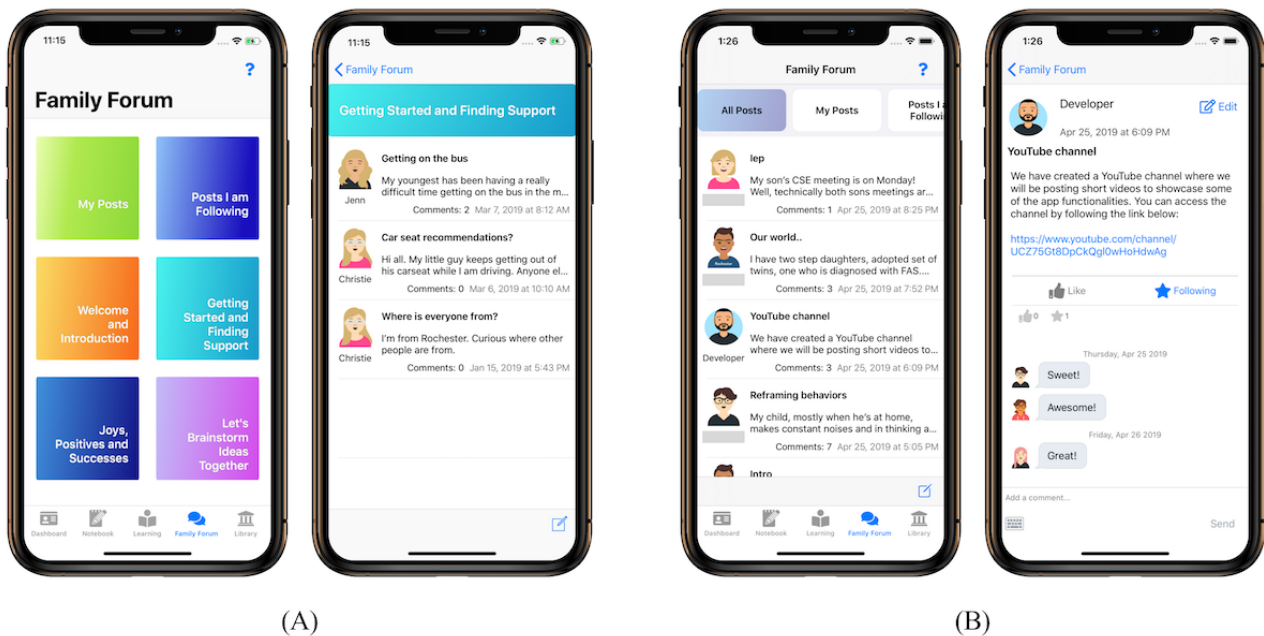 11:15
?
Family Forum
My Posts
Posts I am
Following
Welcome
and
Introduction
Getting
Started and
Finding
Support
Joys,
Positives and
Successes
Let's
Brainstorm
Ideas
Together
Dashboard
Notebook
Learning
Family Forum
Library
11:15
Family Forum
Getting Started and Finding Support
Getting on the bus
My youngest has been having a really
difficult time getting on the bus in the m...
Jenn
Comments: 2 Mar 7, 2019 at 8:12 AM
Car seat recommendations?
Hi all. My little guy keeps getting out of
his carseat while I am driving. Anyone el...
Christie
Comments: 0 Mar 6, 2019 at 10:10 AM
Where is everyone from?
I'm from Rochester. Curious where other
people are from.
Christie
Comments: 0 Jan 15, 2019 at 5:43 PM
(A)
1:26
Family Forum
?
All Posts
My Posts
Posts I a
Followi
Iep
My son's CSE meeting is on Monday!
Well, technically both sons meetings ar...
Comments: 1 Apr 25, 2019 at 8:25 PM
Our world..
I have two step daughters, adopted set of
twins, one who is diagnosed with FAS....
Rochester
Comments: 3 Apr 25, 2019 at 7:52 PM
YouTube channel
We have created a YouTube channel
where we will be posting short videos to...
Developer
Comments: 3 Apr 25, 2019 at 6:09 PM
Reframing behaviors
My child, mostly when he's at home,
makes constant noises and in thinking a...
Comments: 7 Apr 25, 2019 at 5:05 PM
Intro
Dashboard
Notebook
Learning
Family Forum
Library
1:26
Family Forum
Developer
Edit
Apr 25, 2019 at 6:09 PM
YouTube channel
We have created a YouTube channel where we
will be posting short videos to showcase some
of the app functionalities. You can access the
channel by following the link below:
https://www.youtube.com/channel/
UCZ75Gt8DpCkQgl0wHoHdwAg
Like
Following
0
1
Thursday, Apr 25 2019
Sweet!
Awesome!
Friday, Apr 26 2019
Great!
Add a comment...
Send
(B)